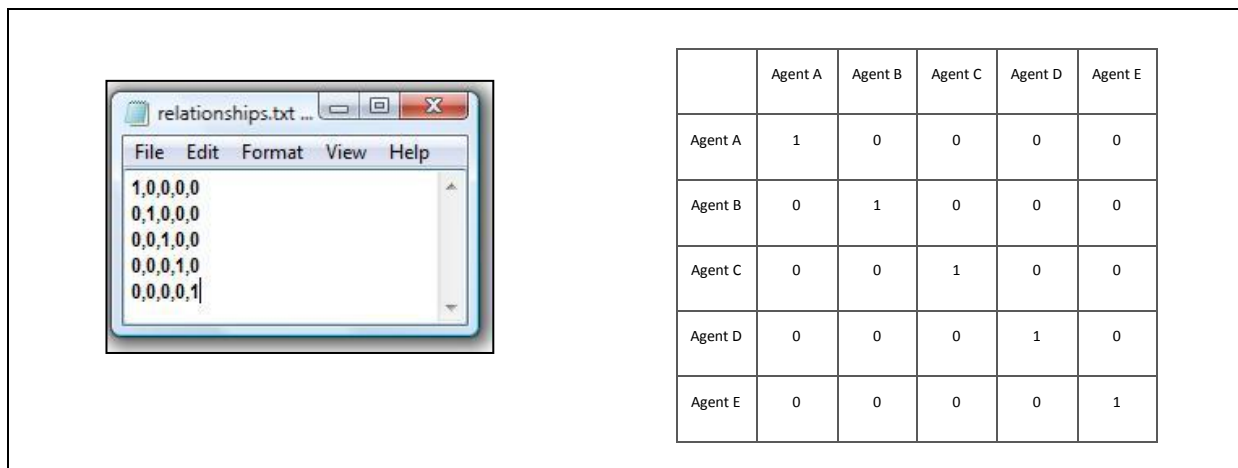 relationships.txt ...
File Edit Format View Help
1,0,0,0,0
0,1,0,0,0
0,0,1,0,0
0,0,0,1,0
0,0,0,0,1
Agent A Agent B Agent C Agent D Agent E
Agent A 1 0 0 0 0
Agent B 0 1 0 0 0
Agent C 0 0 1 0 0
Agent D 0 0 0 1 0
Agent E 0 0 0 0 1